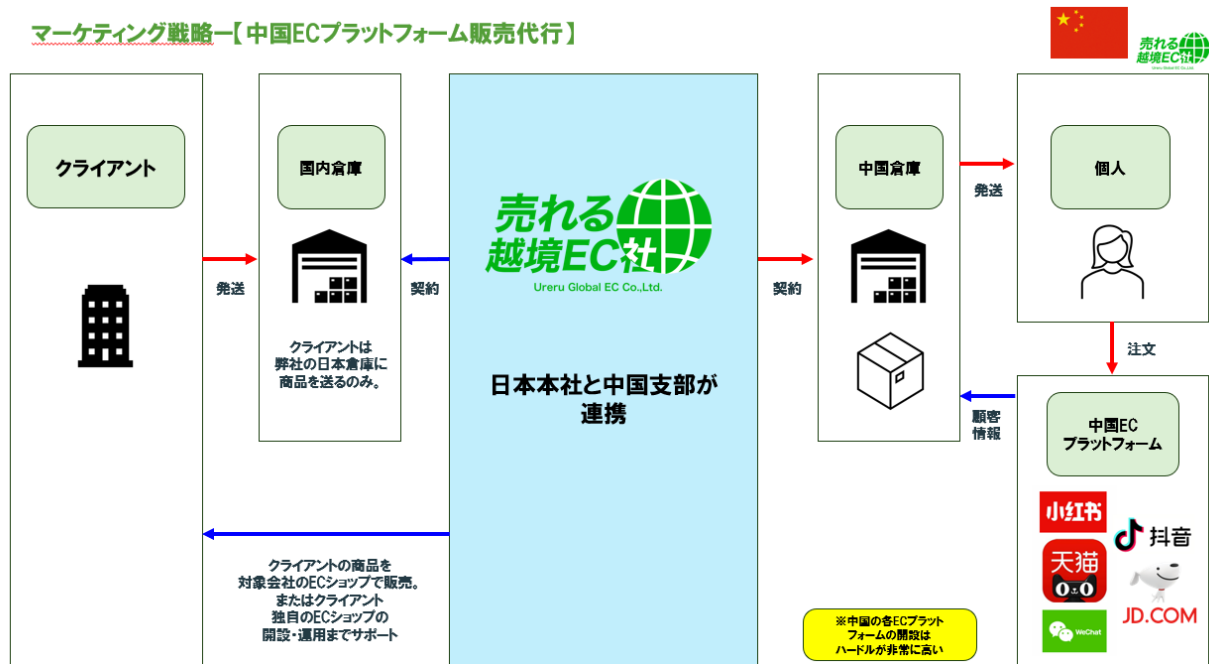 マーケティング戦略ー【中国ECプラットフォーム販売代行】
売れる
越境EC社
Ureru Global EC Co.,Ltd.
クライアント
発送
国内倉庫
クライアントは
弊社の日本倉庫に
商品を送るのみ。
契約
売れる
越境EC社
Ureru Global EC Co.,Ltd.
日本本社と中国支部が
連携
契約
中国倉庫
発送
個人
注文
顧客
情報
中国EC
プラットフォーム
小红书
抖音
天猫
JD.COM
WeChat
クライアントの商品を
対象会社のECショップで販売。
またはクライアント
独自のECショップの
開設・運用までサポート
※中国の各ECプラット
フォームの開設は
ハードルが非常に高い